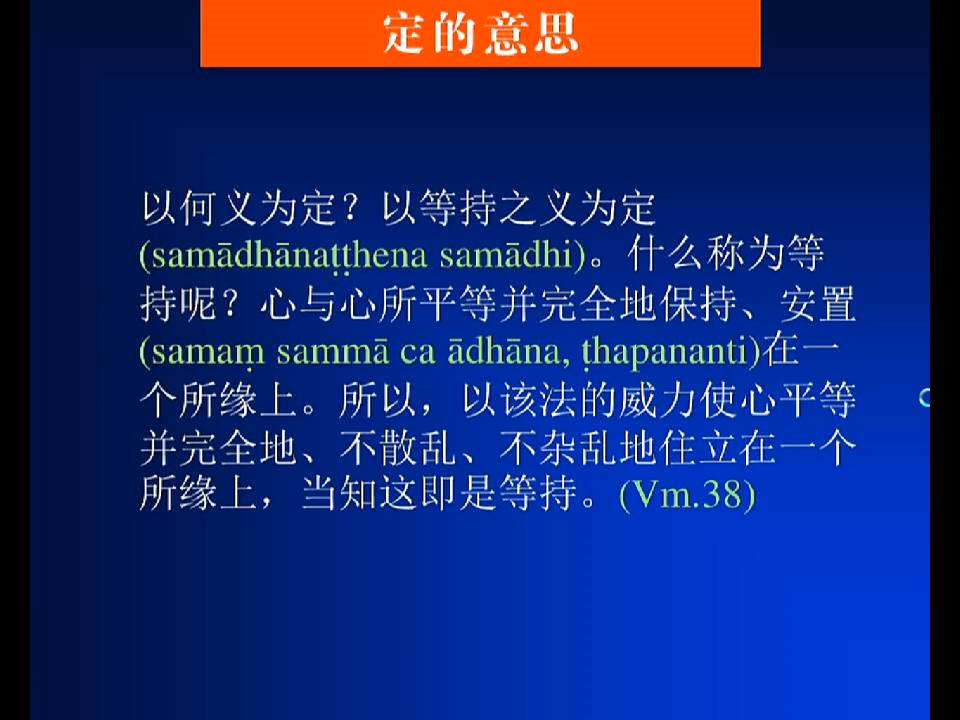 定的意思
以何义为定？以等持之义为定
(samādhānaṭṭhena samādhi)。什么称为等
持呢？心与心所平等并完全地保持、安置
(samaṃ sammā ca ādhāna, ṭhapananti)在一
个所缘上。所以，以该法的威力使心平等
并完全地、不散乱、不杂乱地住立在一个
所缘上，当知这即是等持。(Vm.38)